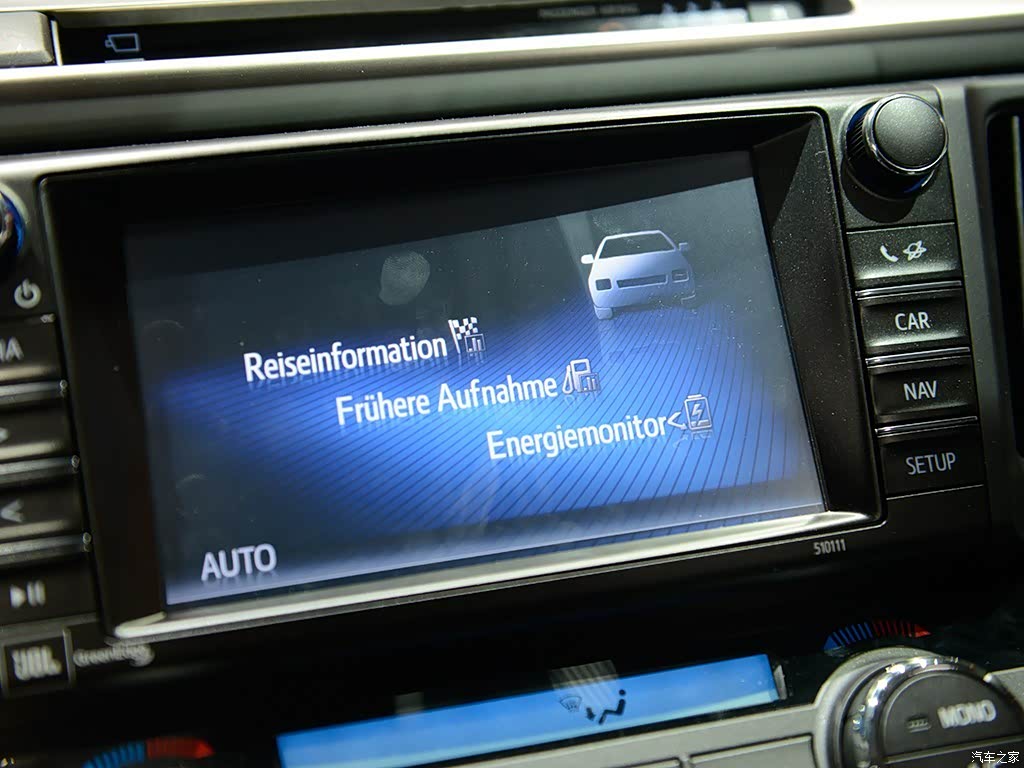 Reiseinformation
Frühere Aufnahme
Energiemonitor
AUTO
CAR
NAV
SETUP
510111
JBL
MONO
汽车之家